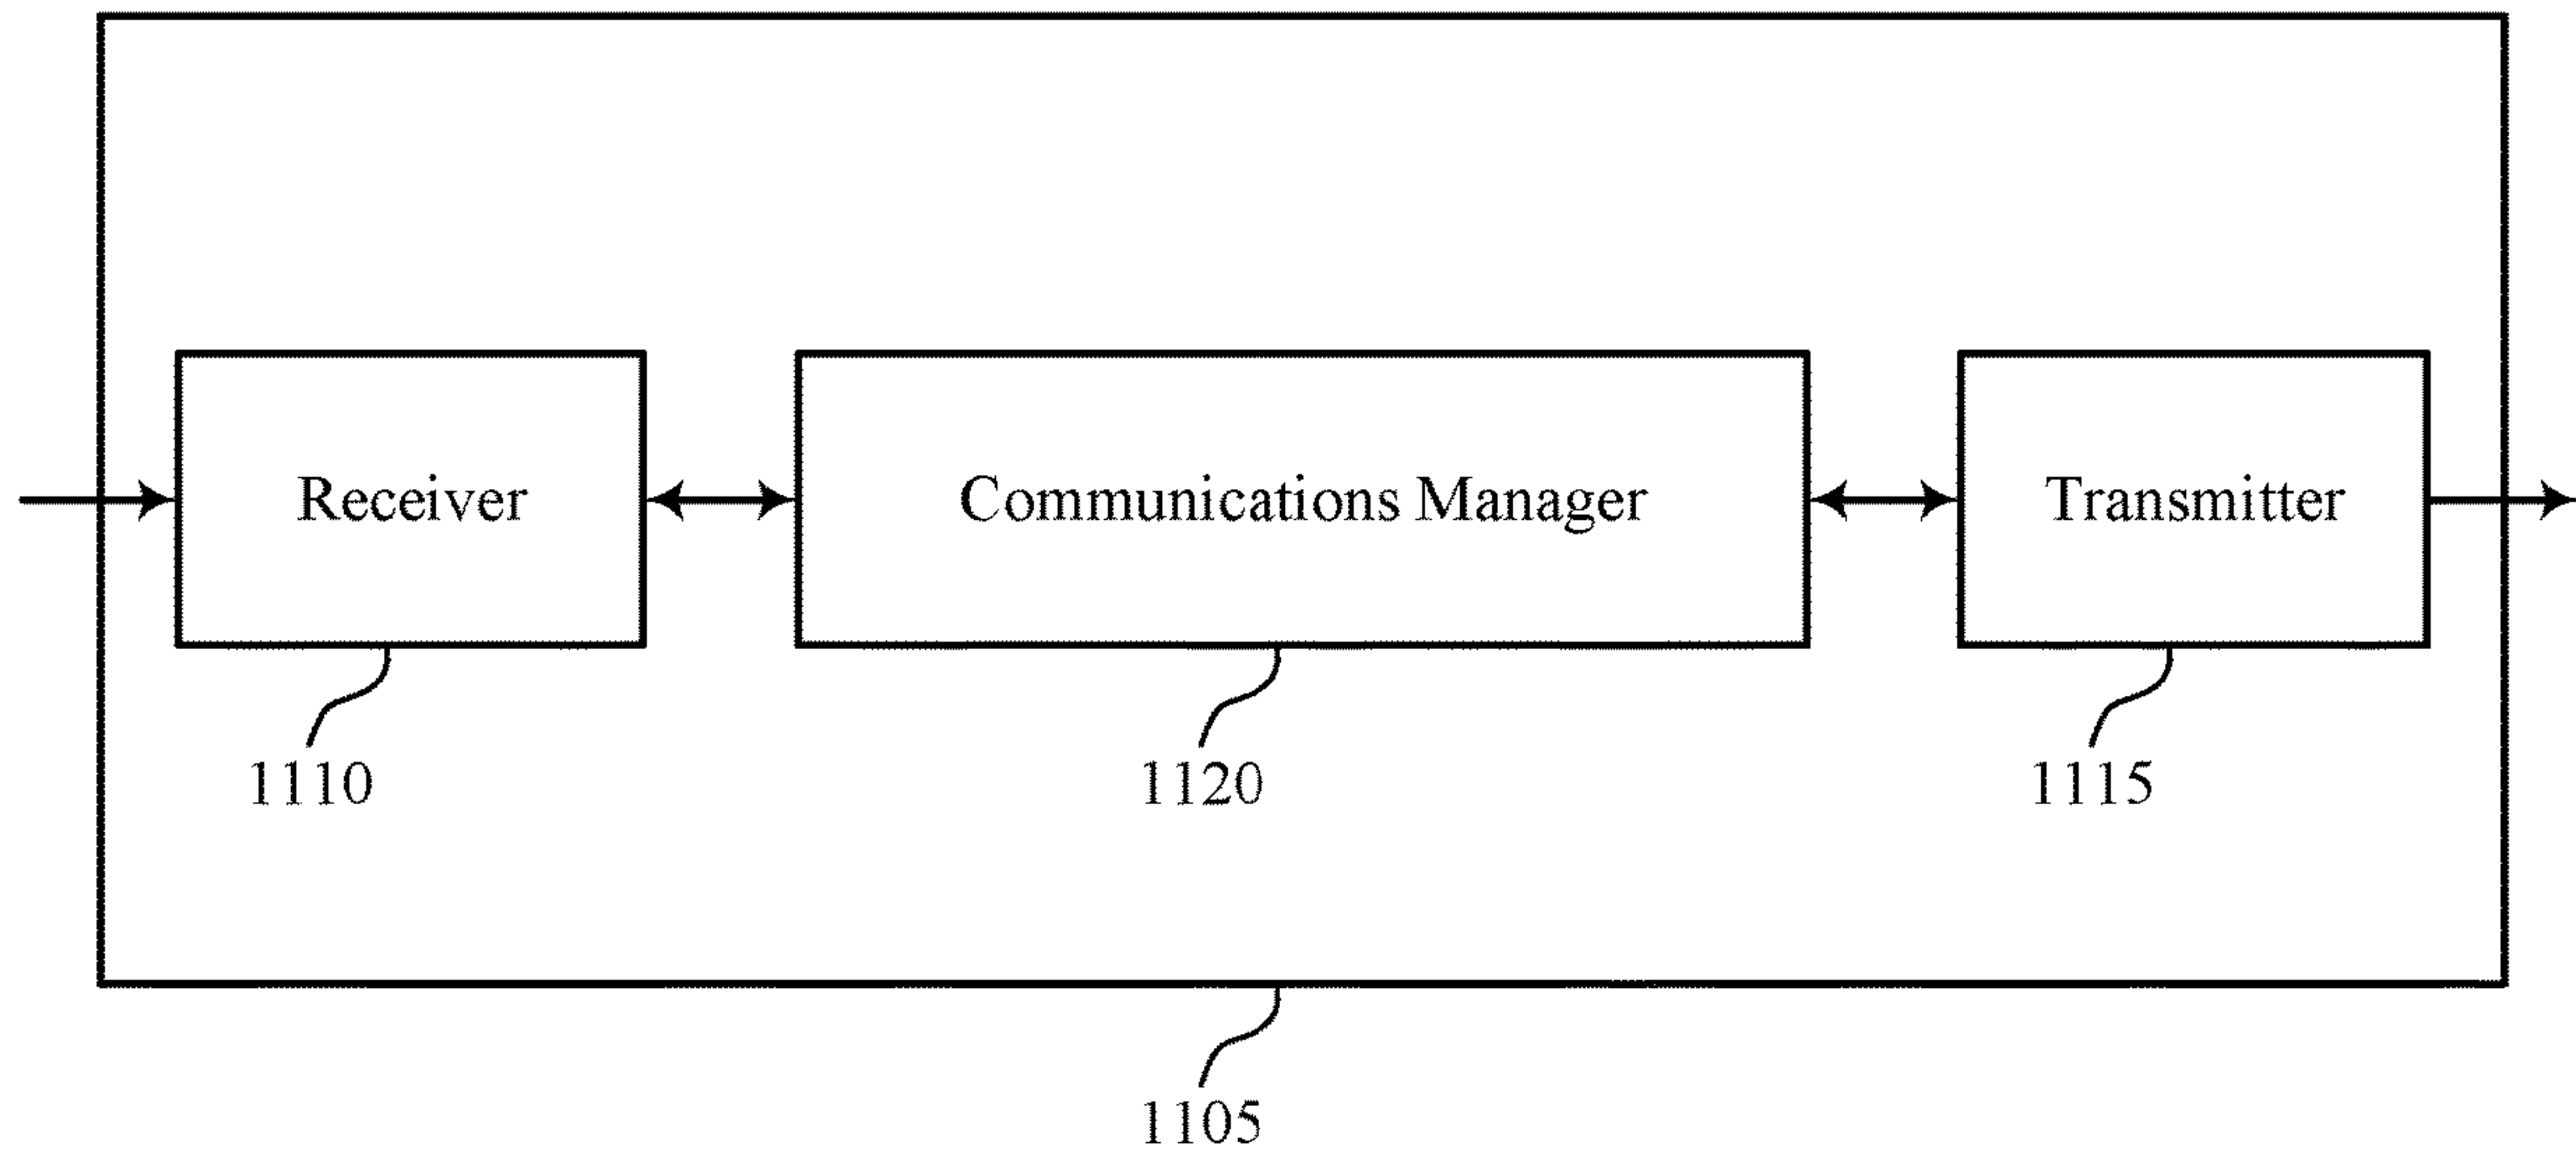 Receiver
Communications Manager
Transmitter
1110
1120
1115
1105